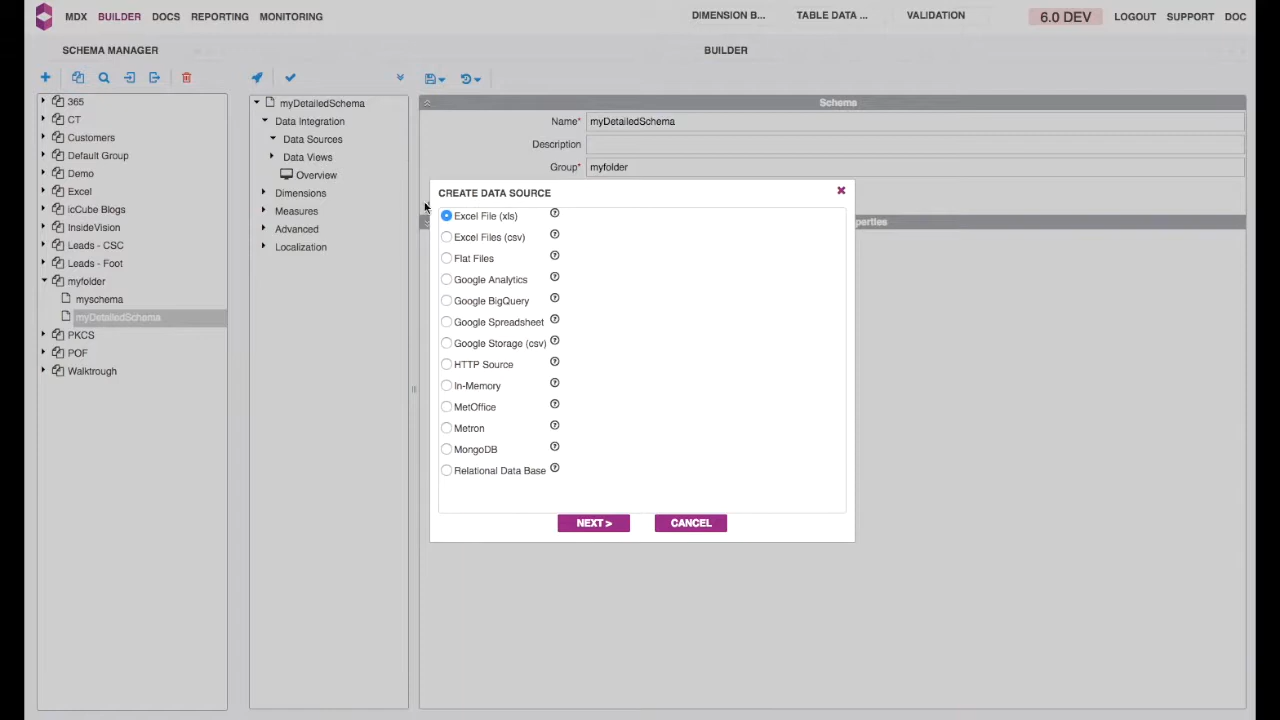 MDX BUILDER DOCS REPORTING MONITORING DIMENSION B... TABLE DATA ... VALIDATION 6.0 DEV LOGOUT SUPPORT DOC
SCHEMA MANAGER BUILDER
365
CT
Customers
Default Group
Demo
Excel
icCube Blogs
InsideVision
Leads - CSC
Leads - Foot
myfolder
myschema
myDetailedSchema
PKCS
POF
Walktrough
myDetailedSchema
Data Integration
Data Sources
Data Views
Overview
Dimensions
Measures
Advanced
Localization
Schema
Name* myDetailedSchema
Description
Group* myfolder
perties
CREATE DATA SOURCE
Excel File (xls)
Excel Files (csv)
Flat Files
Google Analytics
Google BigQuery
Google Spreadsheet
Google Storage (csv)
HTTP Source
In-Memory
MetOffice
Metron
MongoDB
Relational Data Base
NEXT > CANCEL